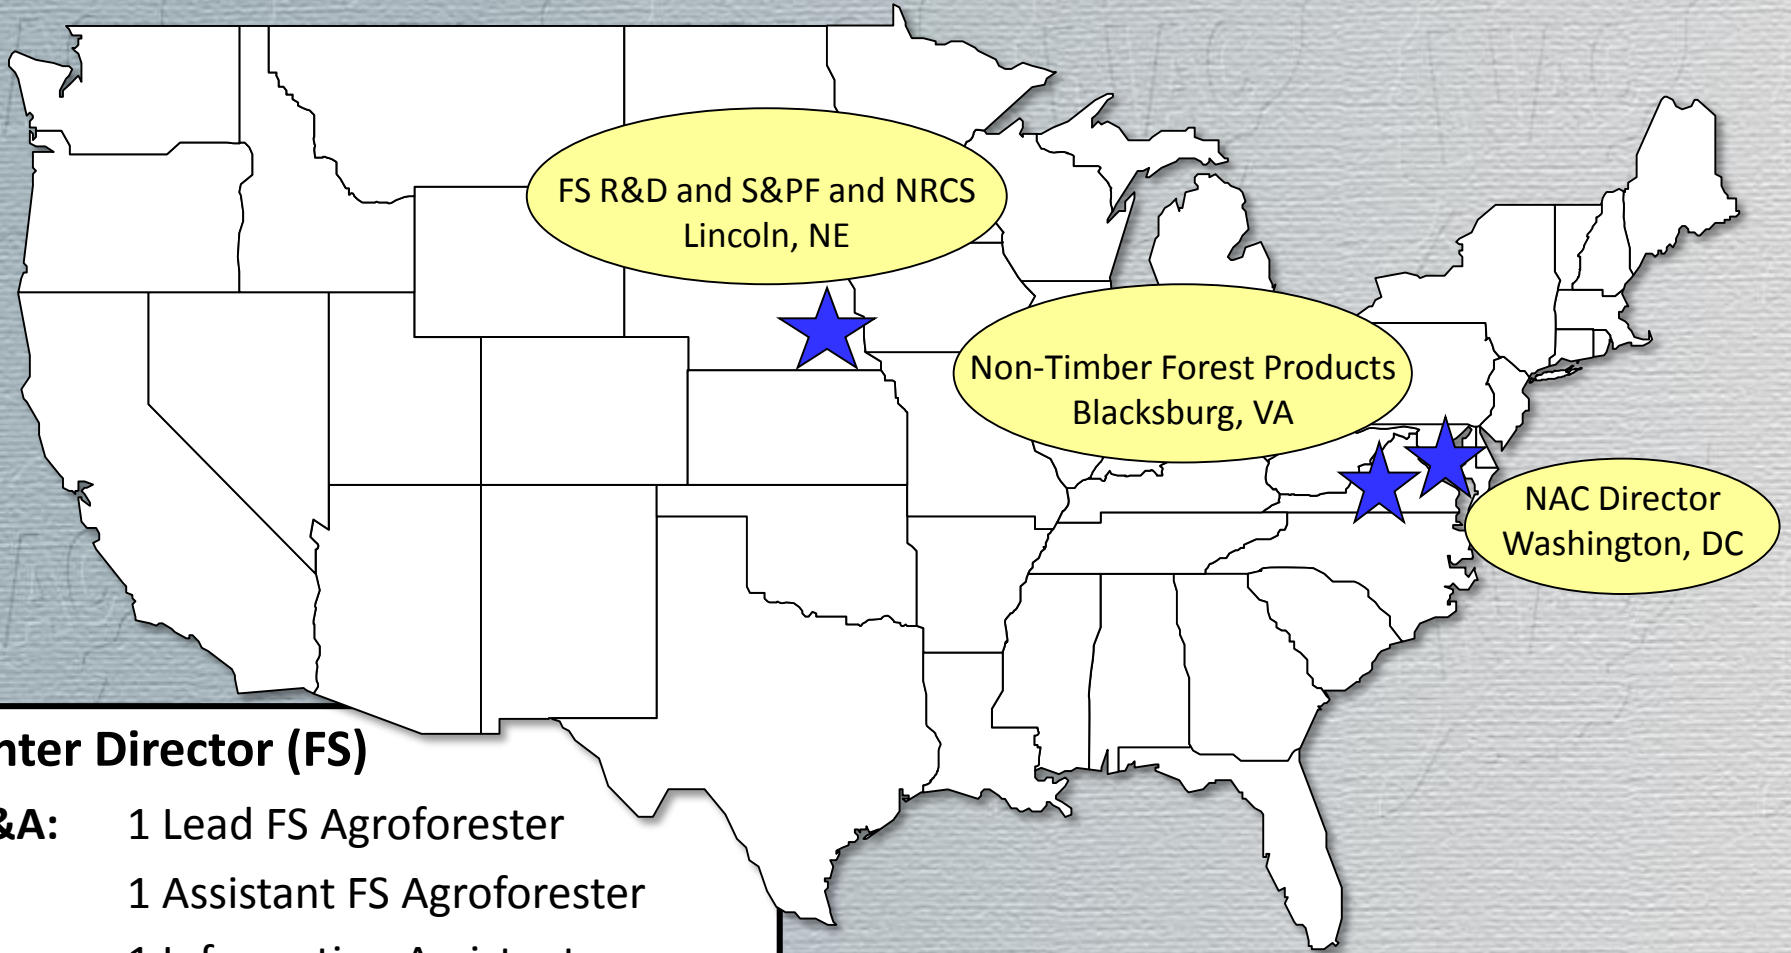 FS R&D and S&PF and NRCS
Lincoln, NE
Non-Timber Forest Products
Blacksburg, VA
NAC Director
Washington, DC
nter Director (FS)
&A: 1 Lead FS Agroforester
1 Assistant FS Agroforester